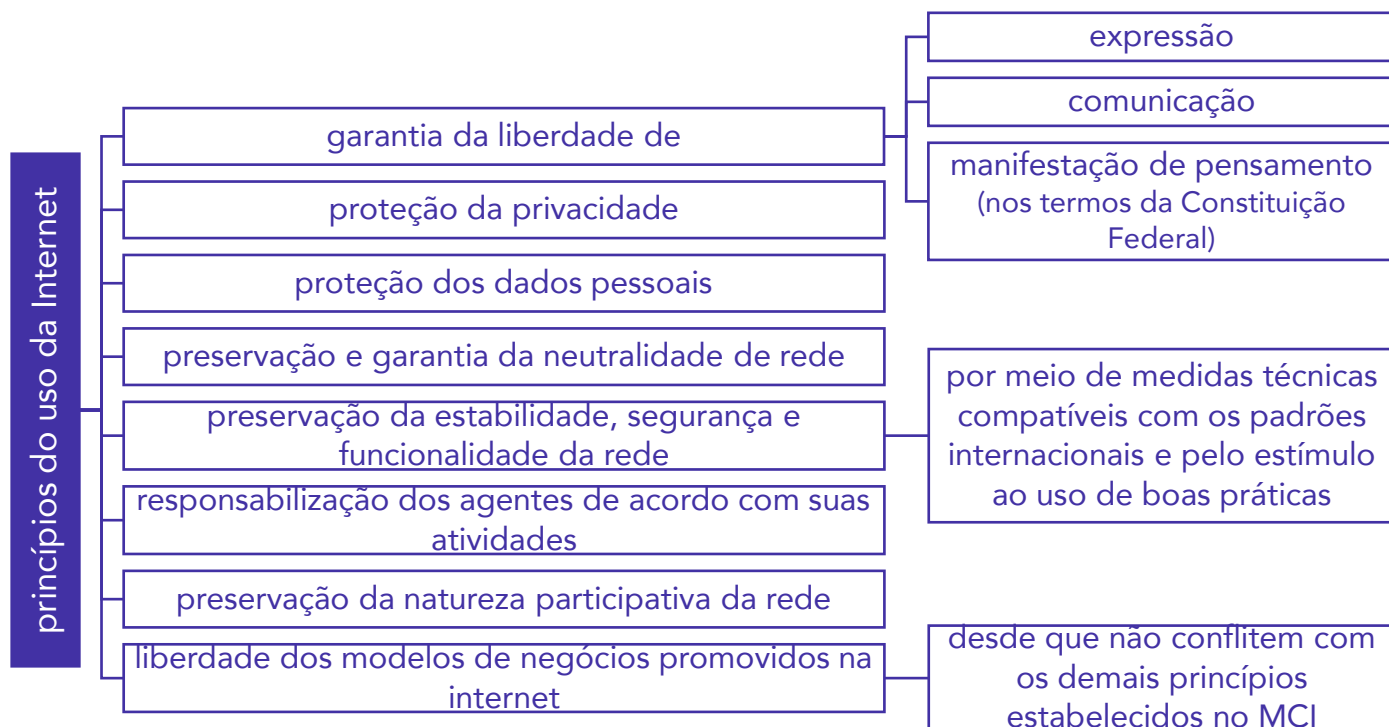 princípios do uso da Internet
garantia da liberdade de
expressão
comunicação
manifestação de pensamento
(nos termos da Constituição
Federal)
proteção da privacidade
proteção dos dados pessoais
preservação e garantia da neutralidade de rede
preservação da estabilidade, segurança e
funcionalidade da rede
por meio de medidas técnicas
compatíveis com os padrões
internacionais e pelo estímulo
ao uso de boas práticas
responsabilização dos agentes de acordo com suas
atividades
preservação da natureza participativa da rede
liberdade dos modelos de negócios promovidos na
internet
desde que não conflitem com
os demais princípios
estabelecidos no MCI